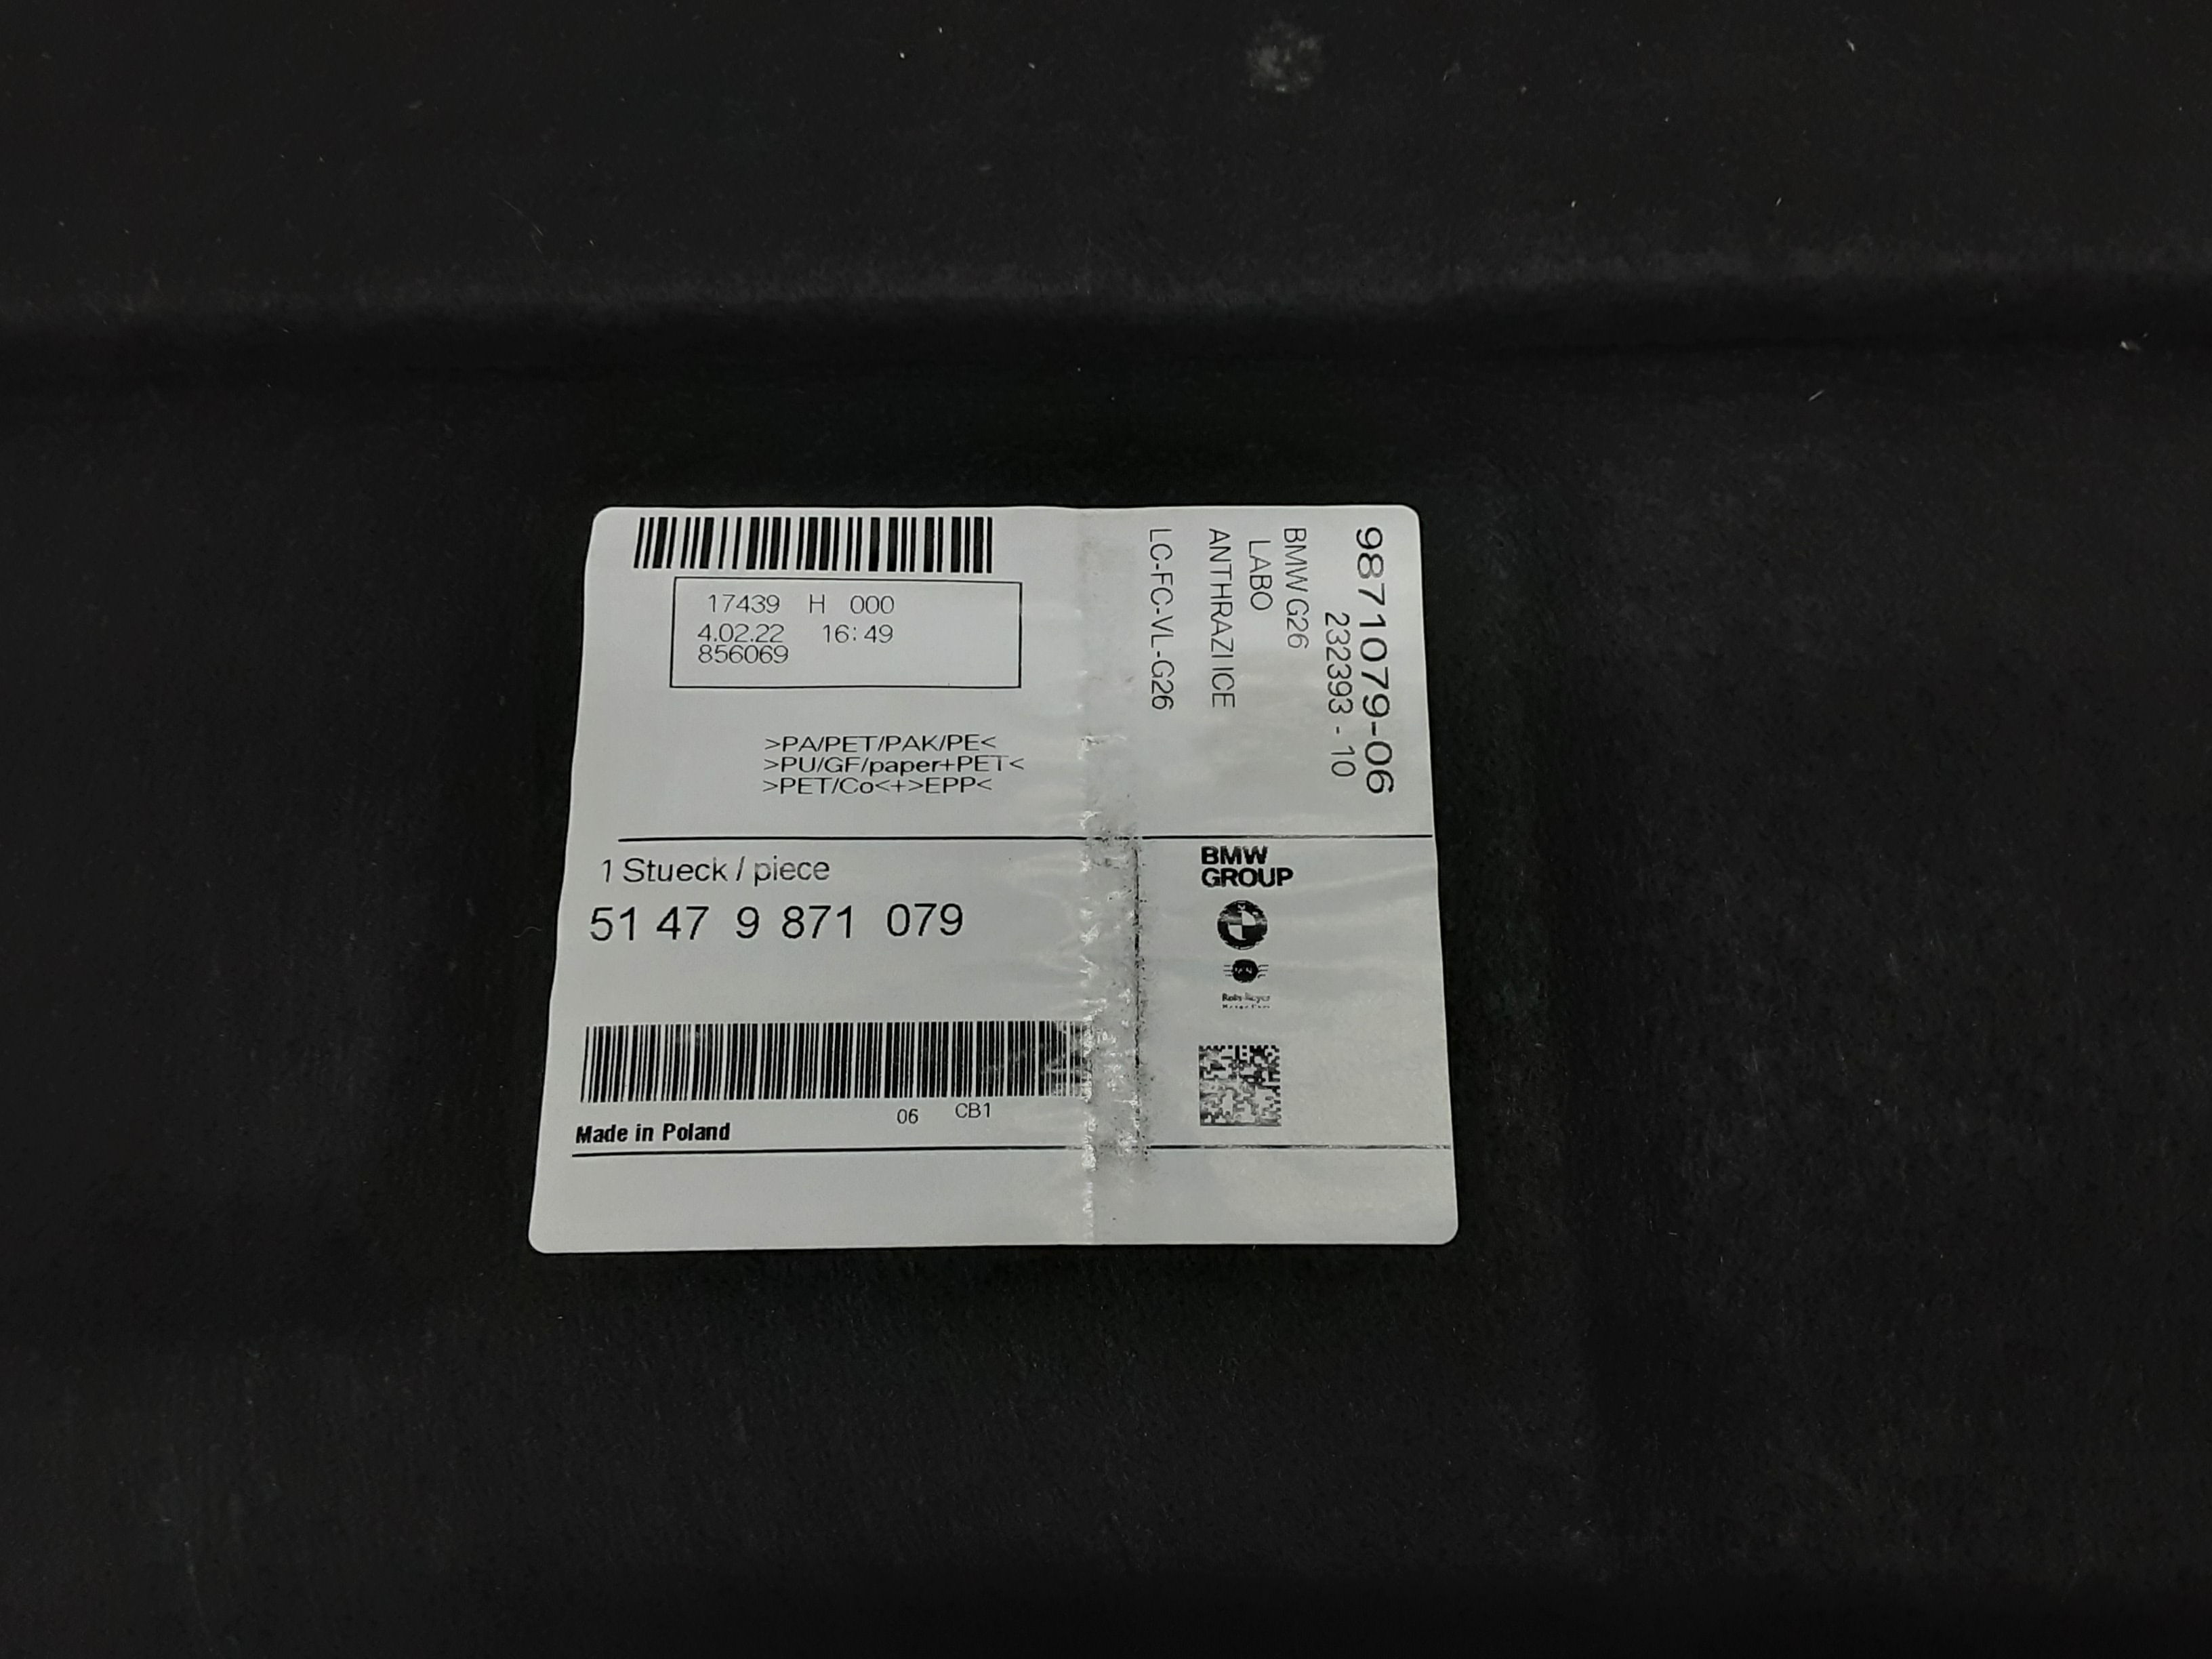 17439 H 000
4.02.22 16:49
856069
>PA/PET/PAK/PE<
>PU/GF/paper+PET<
>PET/Co<+>EPP<
9871079-06
232393 - 10
BMW G26
LABO
ANTHRAZI ICE
LC-FC-VL-G26
1 Stueck / piece
51 47 9 871 079
06 CB1
Made in Poland
BMW
GROUP